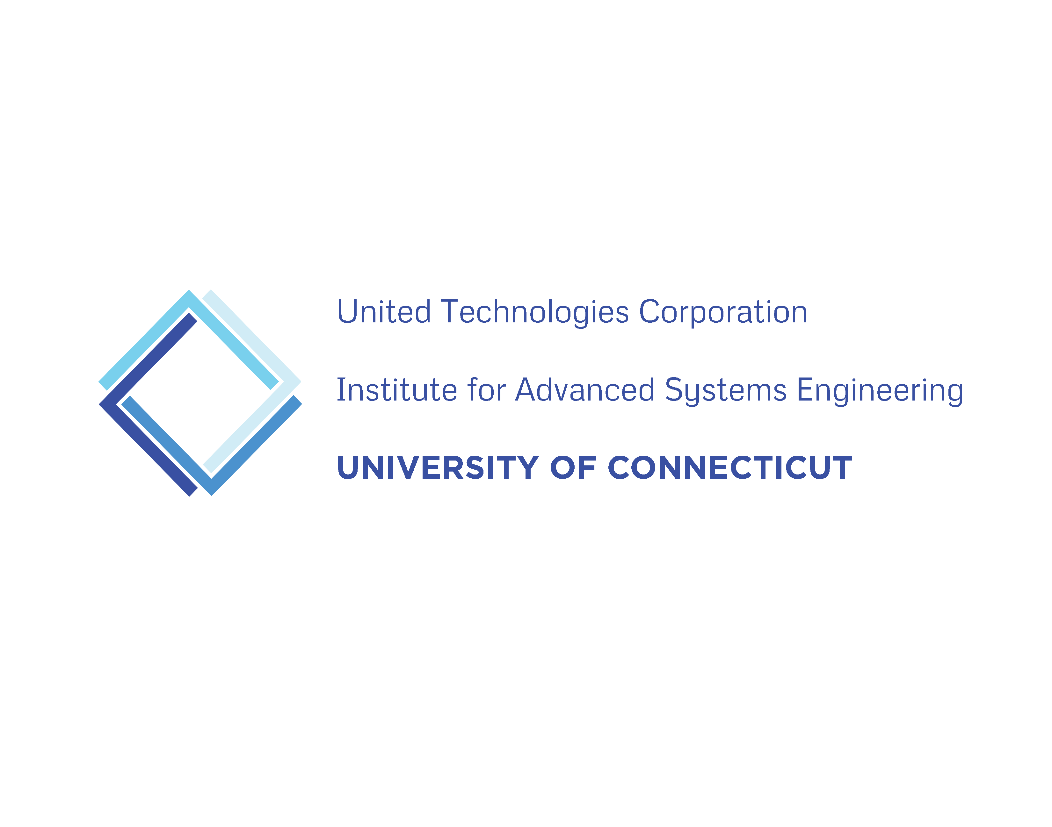 United Technologies Corporation
Institute for Advanced Systems Engineering
UNIVERSITY OF CONNECTICUT